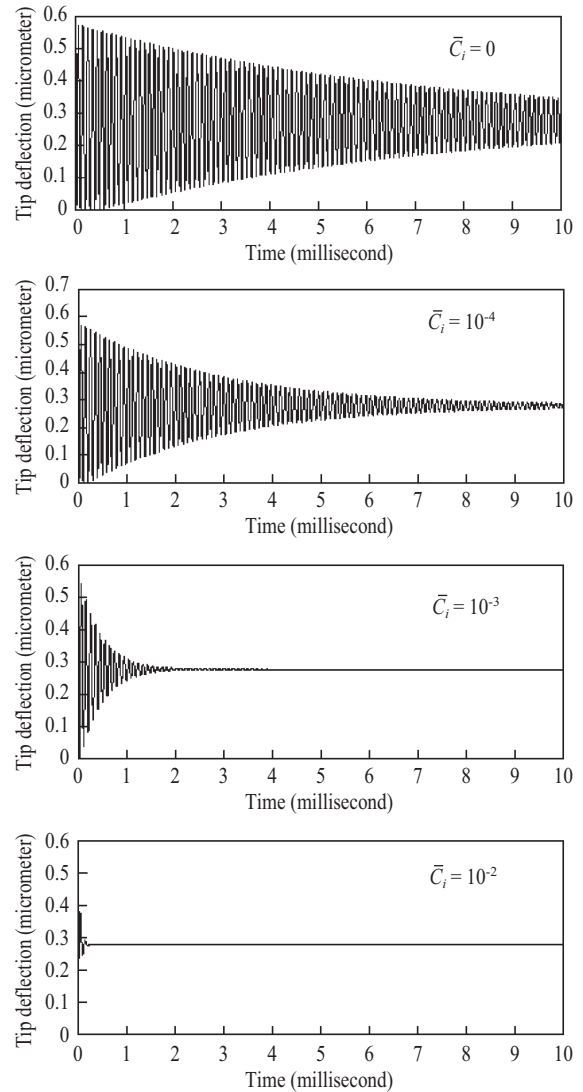 0.6
0.5
0.4
0.3
0.2
0.1
0
Tip deflection (micrometer)
C̄ᵢ = 0
0 1 2 3 4 5 6 7 8 9 10
Time (millisecond)
0.7
0.6
0.5
0.4
0.3
0.2
0.1
0
Tip deflection (micrometer)
C̄ᵢ = 10⁻⁴
0 1 2 3 4 5 6 7 8 9 10
Time (millisecond)
0.6
0.5
0.4
0.3
0.2
0.1
0
Tip deflection (micrometer)
C̄ᵢ = 10⁻³
0 1 2 3 4 5 6 7 8 9 10
Time (millisecond)
0.6
0.5
0.4
0.3
0.2
0.1
0
Tip deflection (micrometer)
C̄ᵢ = 10⁻²
0 1 2 3 4 5 6 7 8 9 10
Time (millisecond)